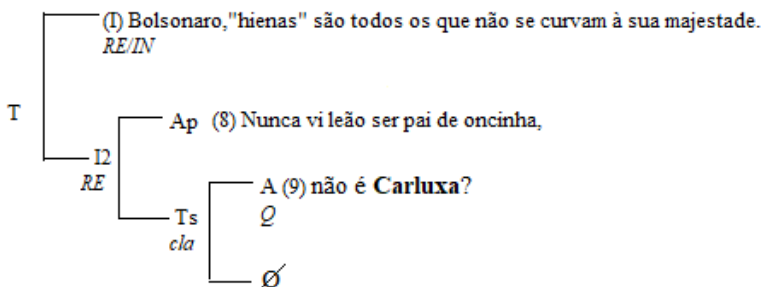 (I) Bolsonaro,"hienas" são todos os que não se curvam à sua majestade.
RE/IN
T
Ap (8) Nunca vi leão ser pai de oncinha,
I2
RE
A (9) não é Carluxa?
Ts
Q
cla
Ø